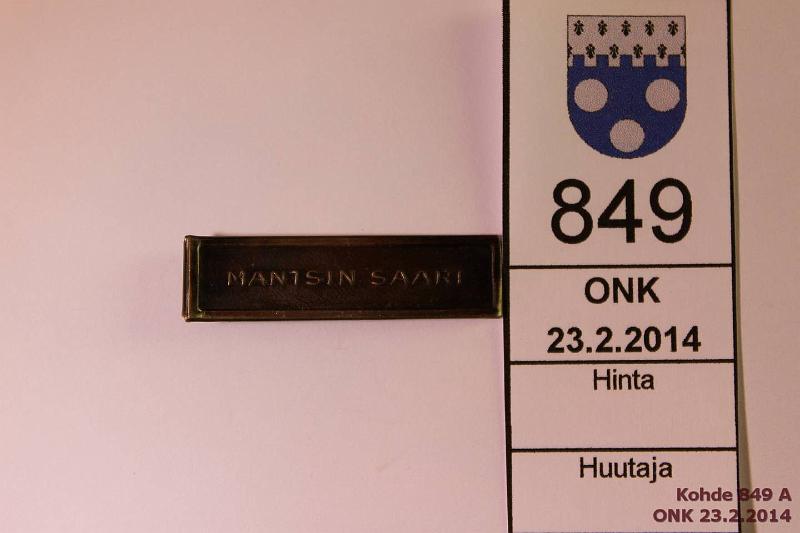 MANTSIN SAARI
849
ONK
23.2.2014
Hinta
Huutaja
Kohde 849 A
ONK 23.2.2014